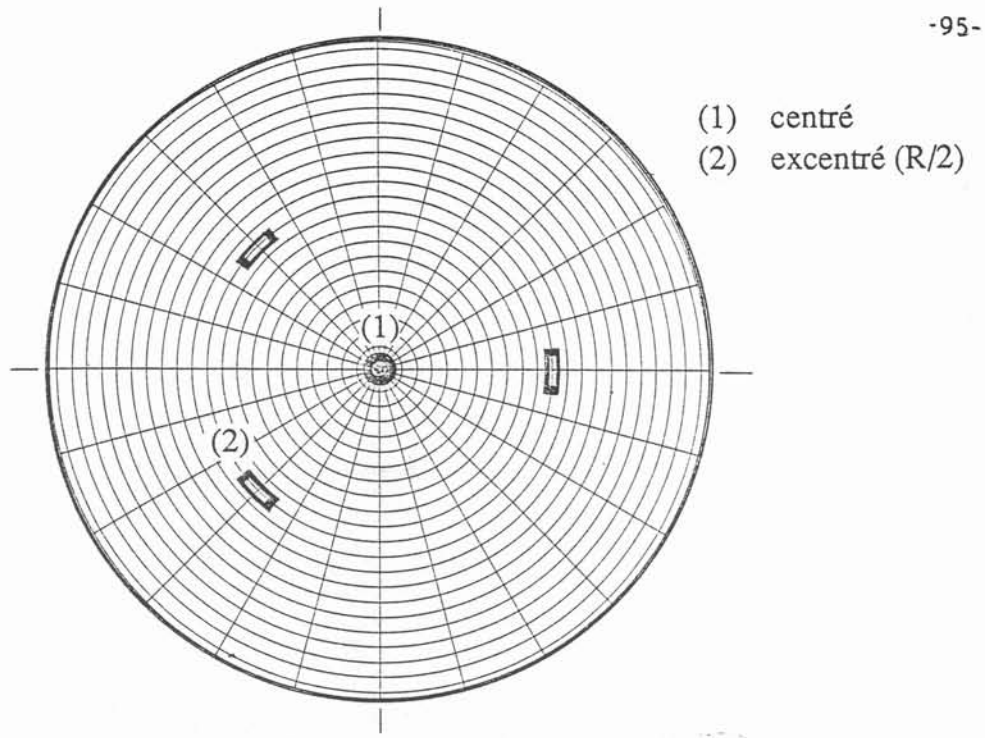 -95-
(1) centré
(2) excentré (R/2)
(1)
(2)